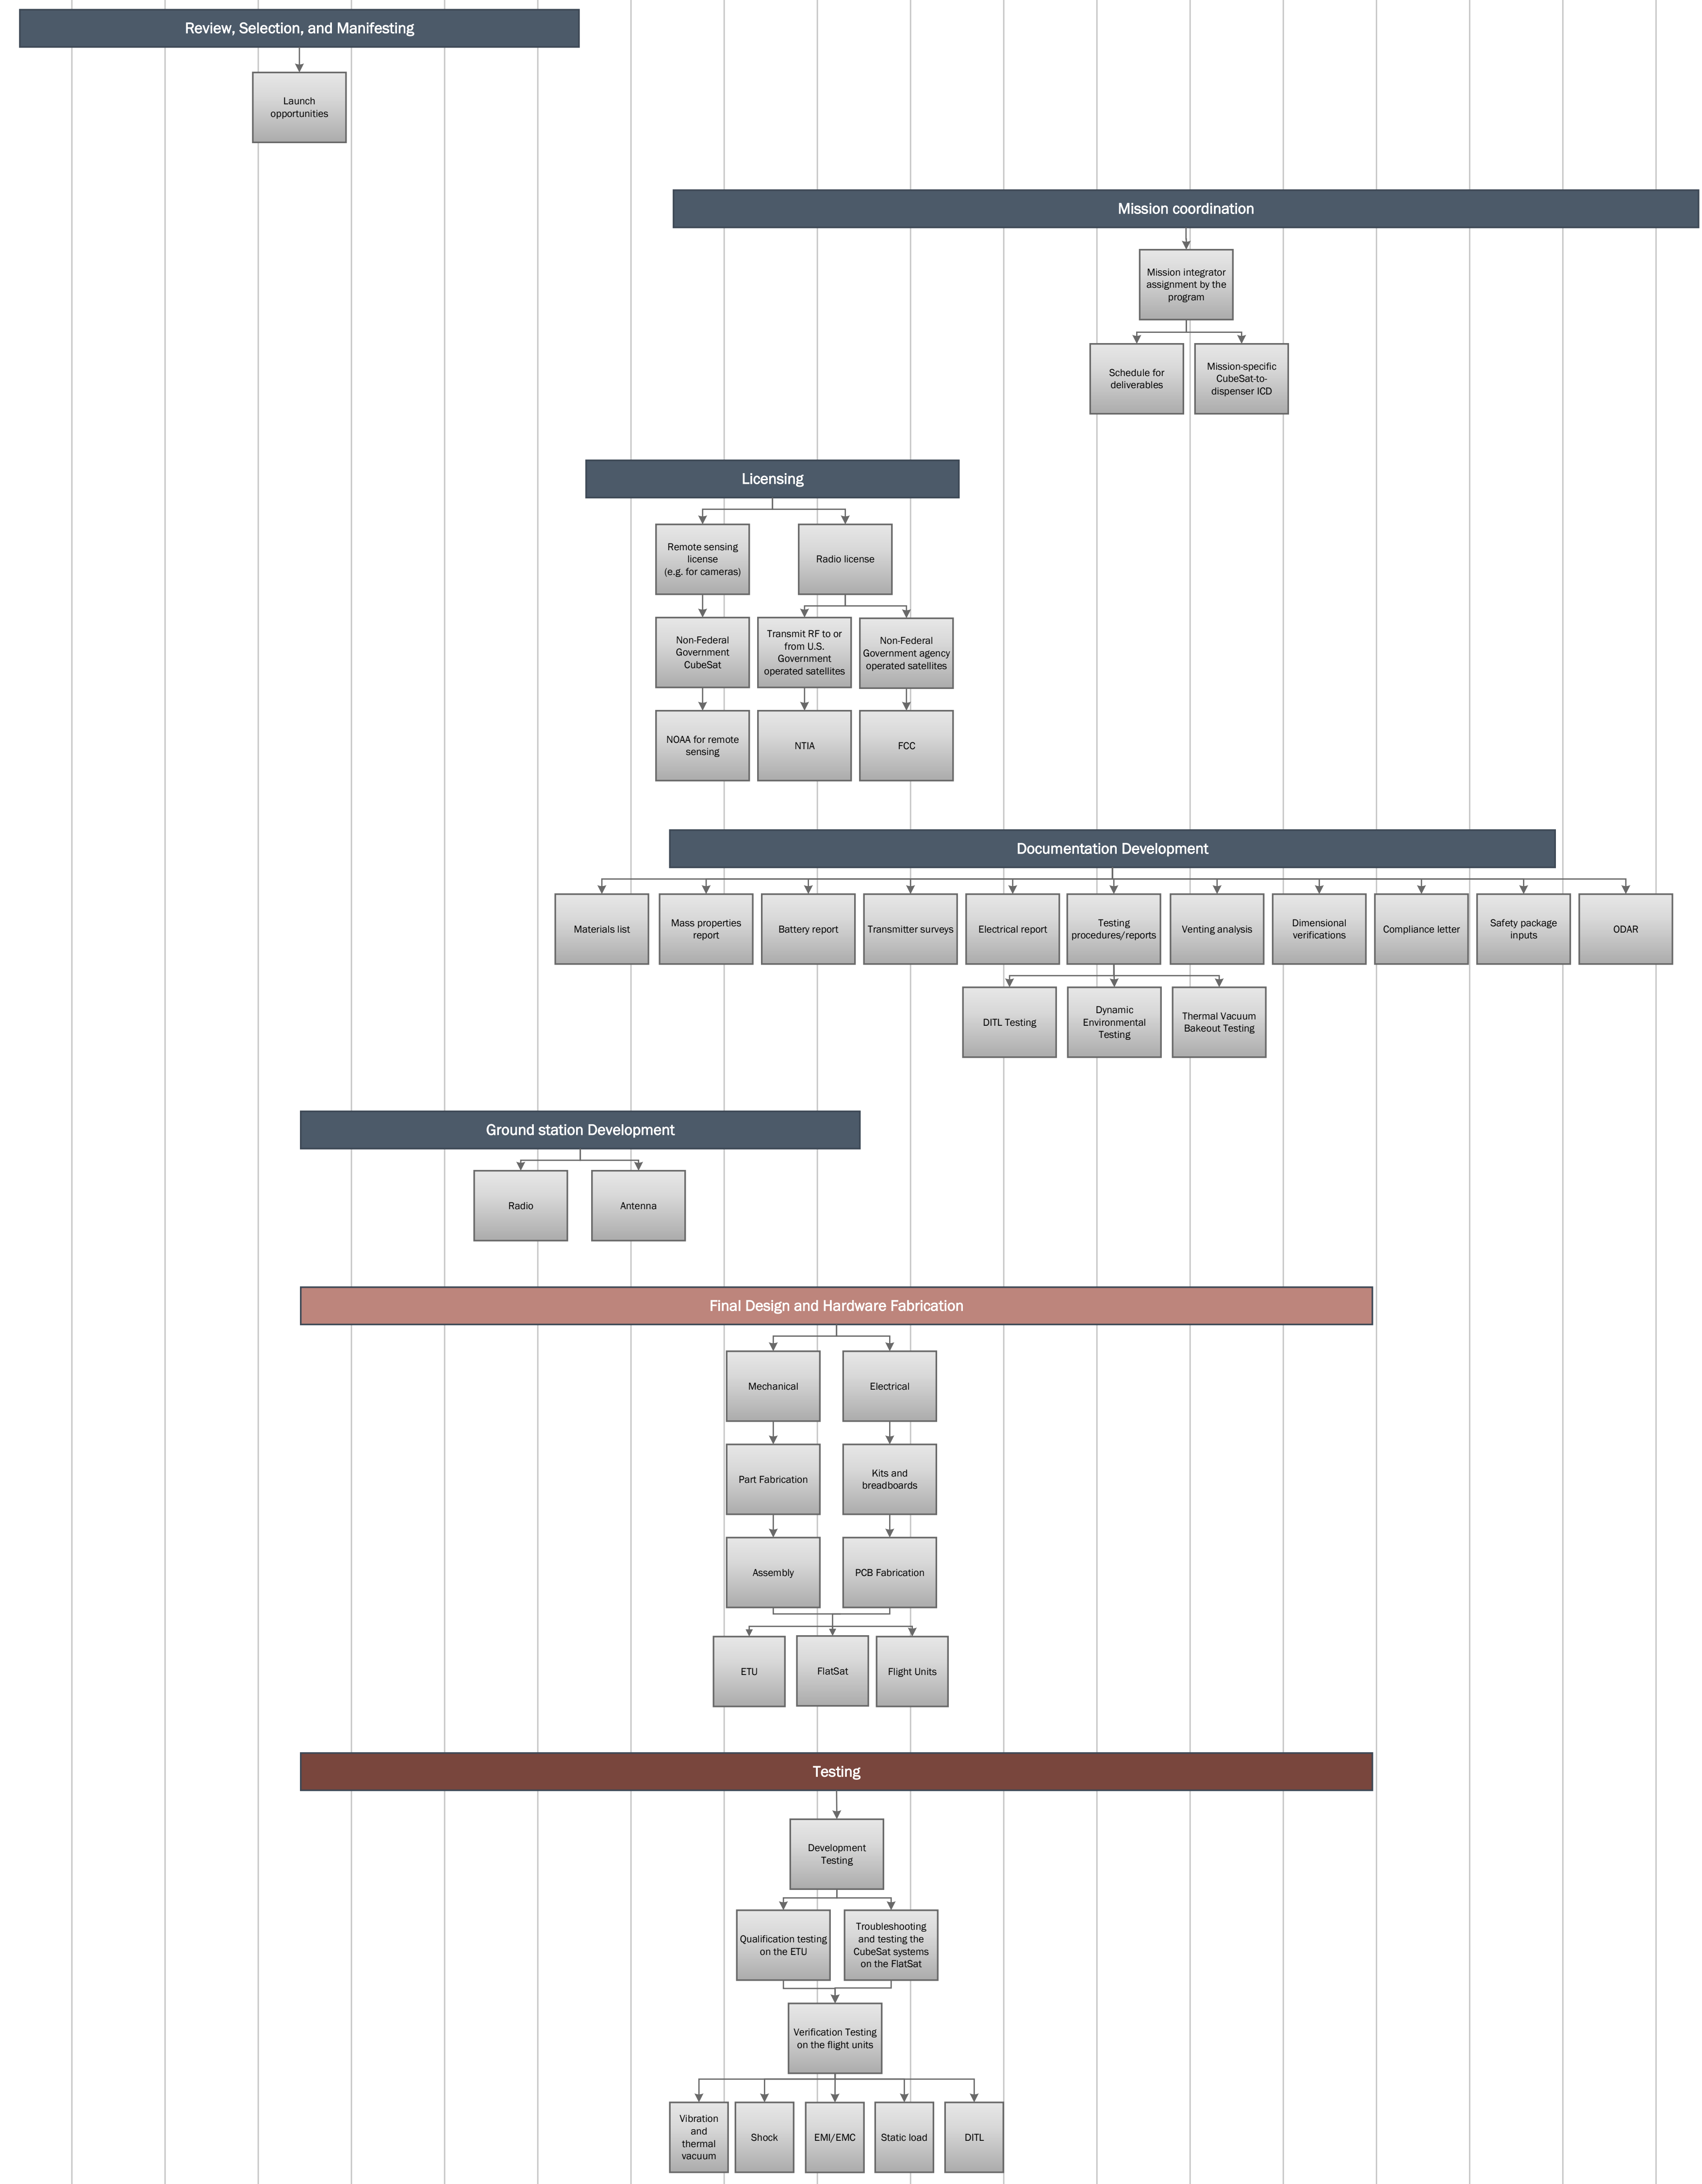 Review, Selection, and Manifesting
Launch
opportunities
Mission coordination
Mission integrator
assignment by the
program
Schedule for
deliverables
Mission-specific
CubeSat-to-
dispenser ICD
Licensing
Remote sensing
license
(e.g. for cameras)
Radio license
Non-Federal
Government
CubeSat
Transmit RF to or
from U.S.
Government
operated satellites
Non-Federal
Government agency
operated satellites
NOAA for remote
sensing
NTIA
FCC
Documentation Development
Materials list
Mass properties
report
Battery report
Transmitter surveys
Electrical report
Testing
procedures/reports
Venting analysis
Dimensional
verifications
Compliance letter
Safety package
inputs
ODAR
DITL Testing
Dynamic
Environmental
Testing
Thermal Vacuum
Bakeout Testing
Ground station Development
Radio
Antenna
Final Design and Hardware Fabrication
Mechanical
Electrical
Part Fabrication
Kits and
breadboards
Assembly
PCB Fabrication
ETU
FlatSat
Flight Units
Testing
Development
Testing
Qualification testing
on the ETU
Troubleshooting
and testing the
CubeSat systems
on the FlatSat
Verification Testing
on the flight units
Vibration
and
thermal
vacuum
Shock
EMI/EMC
Static load
DITL